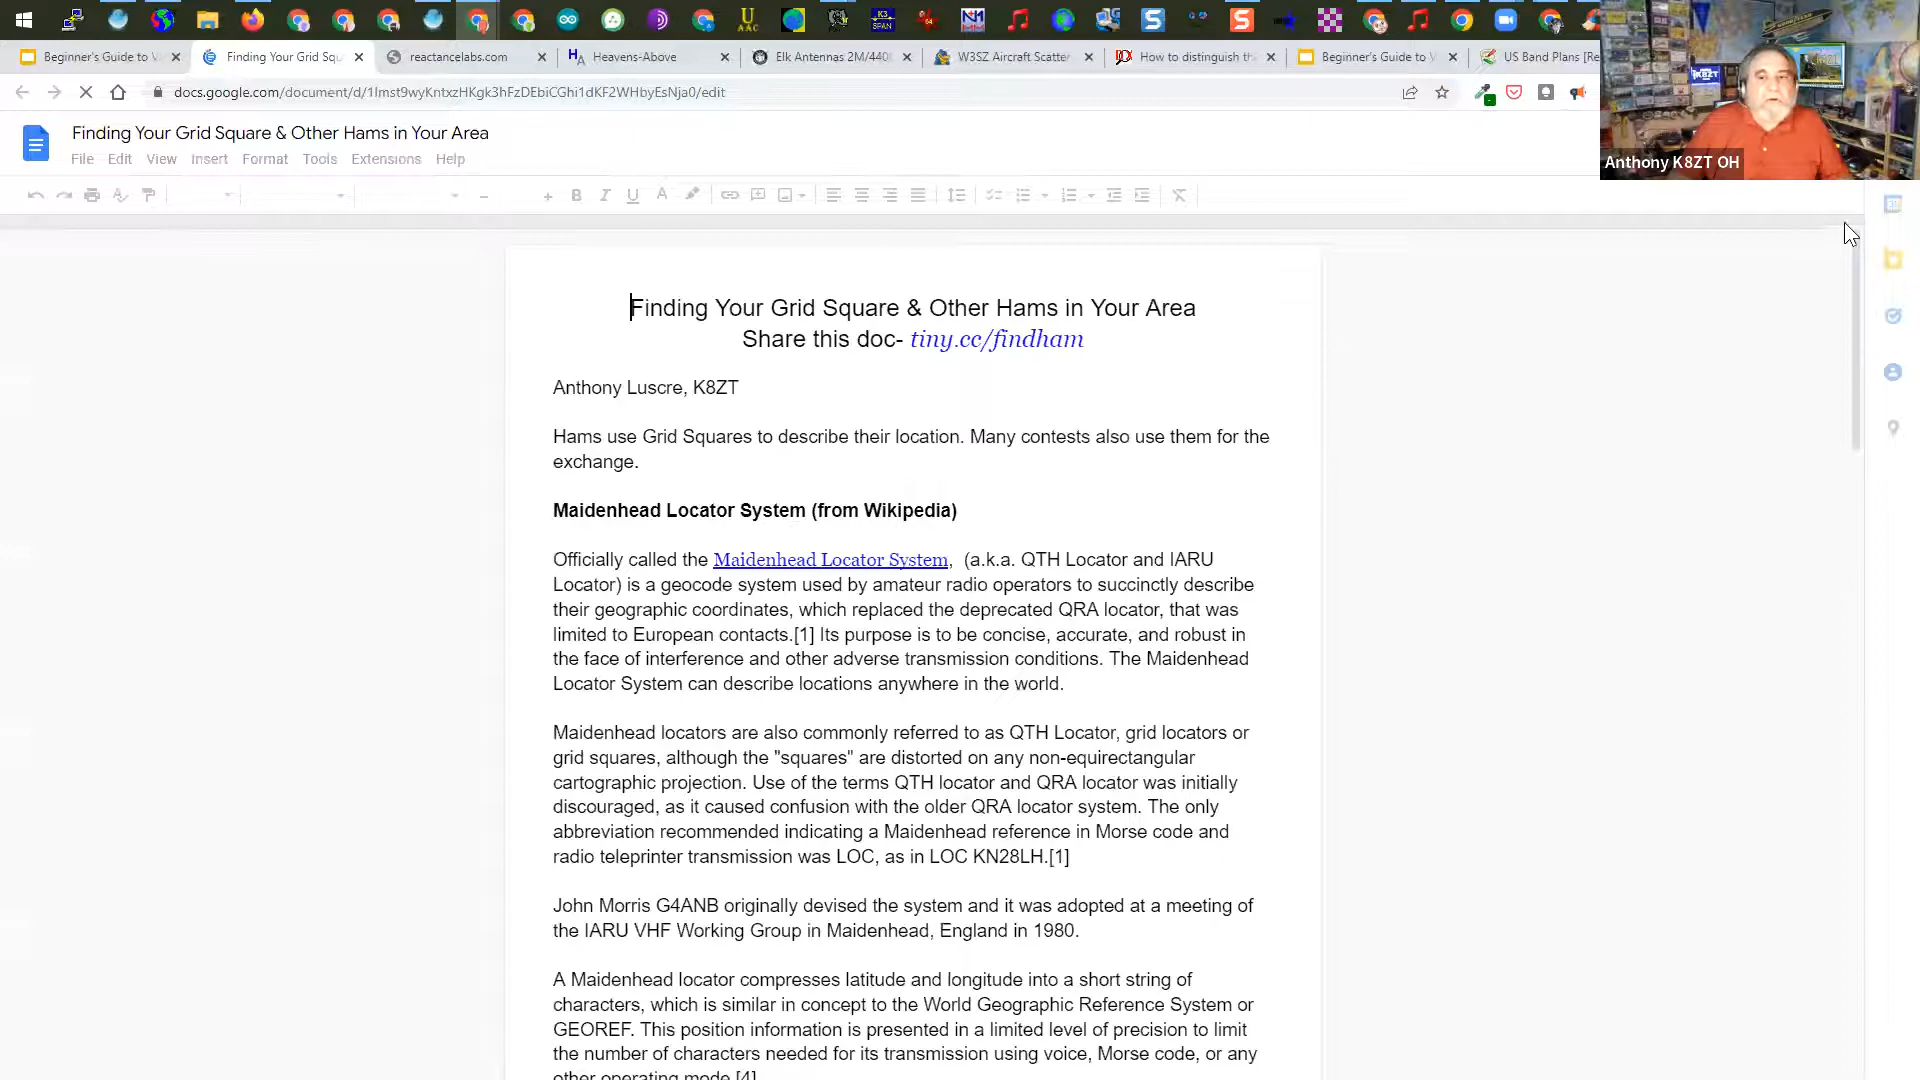 Beginner's Guide to V
Finding Your Grid Squ
reactancelabs.com
Heavens-Above
Elk Antennas 2M/440
W3SZ Aircraft Scatter
How to distinguish th
Beginner's Guide to V
US Band Plans [Re
docs.google.com/document/d/1Imst9wyKntxzHKgk3hFzDEbiCGhi1dKF2WHbyEsNja0/edit
Finding Your Grid Square & Other Hams in Your Area
File Edit View Insert Format Tools Extensions Help
Anthony K8ZT OH
Finding Your Grid Square & Other Hams in Your Area
Share this doc- tiny.cc/findham
Anthony Luscre, K8ZT
Hams use Grid Squares to describe their location. Many contests also use them for the
exchange.
Maidenhead Locator System (from Wikipedia)
Officially called the Maidenhead Locator System, (a.k.a. QTH Locator and IARU
Locator) is a geocode system used by amateur radio operators to succinctly describe
their geographic coordinates, which replaced the deprecated QRA locator, that was
limited to European contacts.[1] Its purpose is to be concise, accurate, and robust in
the face of interference and other adverse transmission conditions. The Maidenhead
Locator System can describe locations anywhere in the world.
Maidenhead locators are also commonly referred to as QTH Locator, grid locators or
grid squares, although the "squares" are distorted on any non-equirectangular
cartographic projection. Use of the terms QTH locator and QRA locator was initially
discouraged, as it caused confusion with the older QRA locator system. The only
abbreviation recommended indicating a Maidenhead reference in Morse code and
radio teleprinter transmission was LOC, as in LOC KN28LH.[1]
John Morris G4ANB originally devised the system and it was adopted at a meeting of
the IARU VHF Working Group in Maidenhead, England in 1980.
A Maidenhead locator compresses latitude and longitude into a short string of
characters, which is similar in concept to the World Geographic Reference System or
GEOREF. This position information is presented in a limited level of precision to limit
the number of characters needed for its transmission using voice, Morse code, or any
other operating mode.[4]